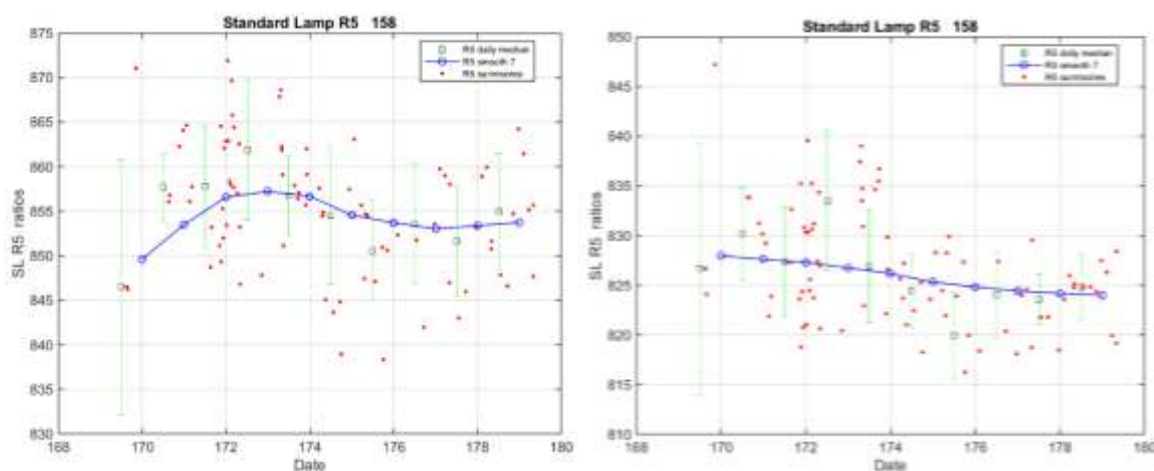 Standard Lamp R5 158
875
870
865
860
855
850
845
840
835
830
SL R5 ratios
168
170
172
174
176
178
180
Date
R5 daily median
R5 smooth 7
R5 summaries
Standard Lamp R5 158
850
845
840
835
830
825
820
815
810
SL R5 ratios
168
170
172
174
176
178
180
Date
R5 daily median
R5 smooth 7
R5 summaries